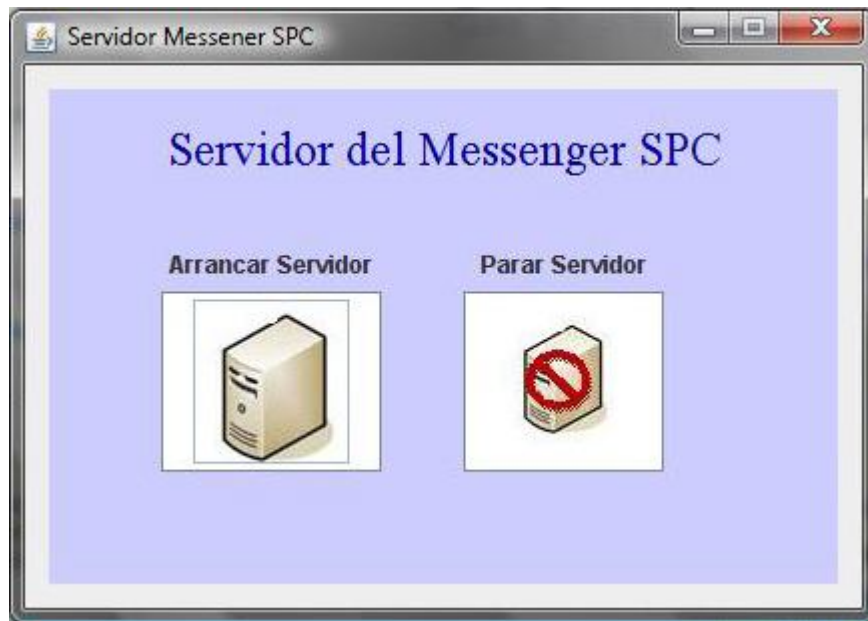 Servidor Messener SPC
Servidor del Messenger SPC
Arrancar Servidor
Parar Servidor